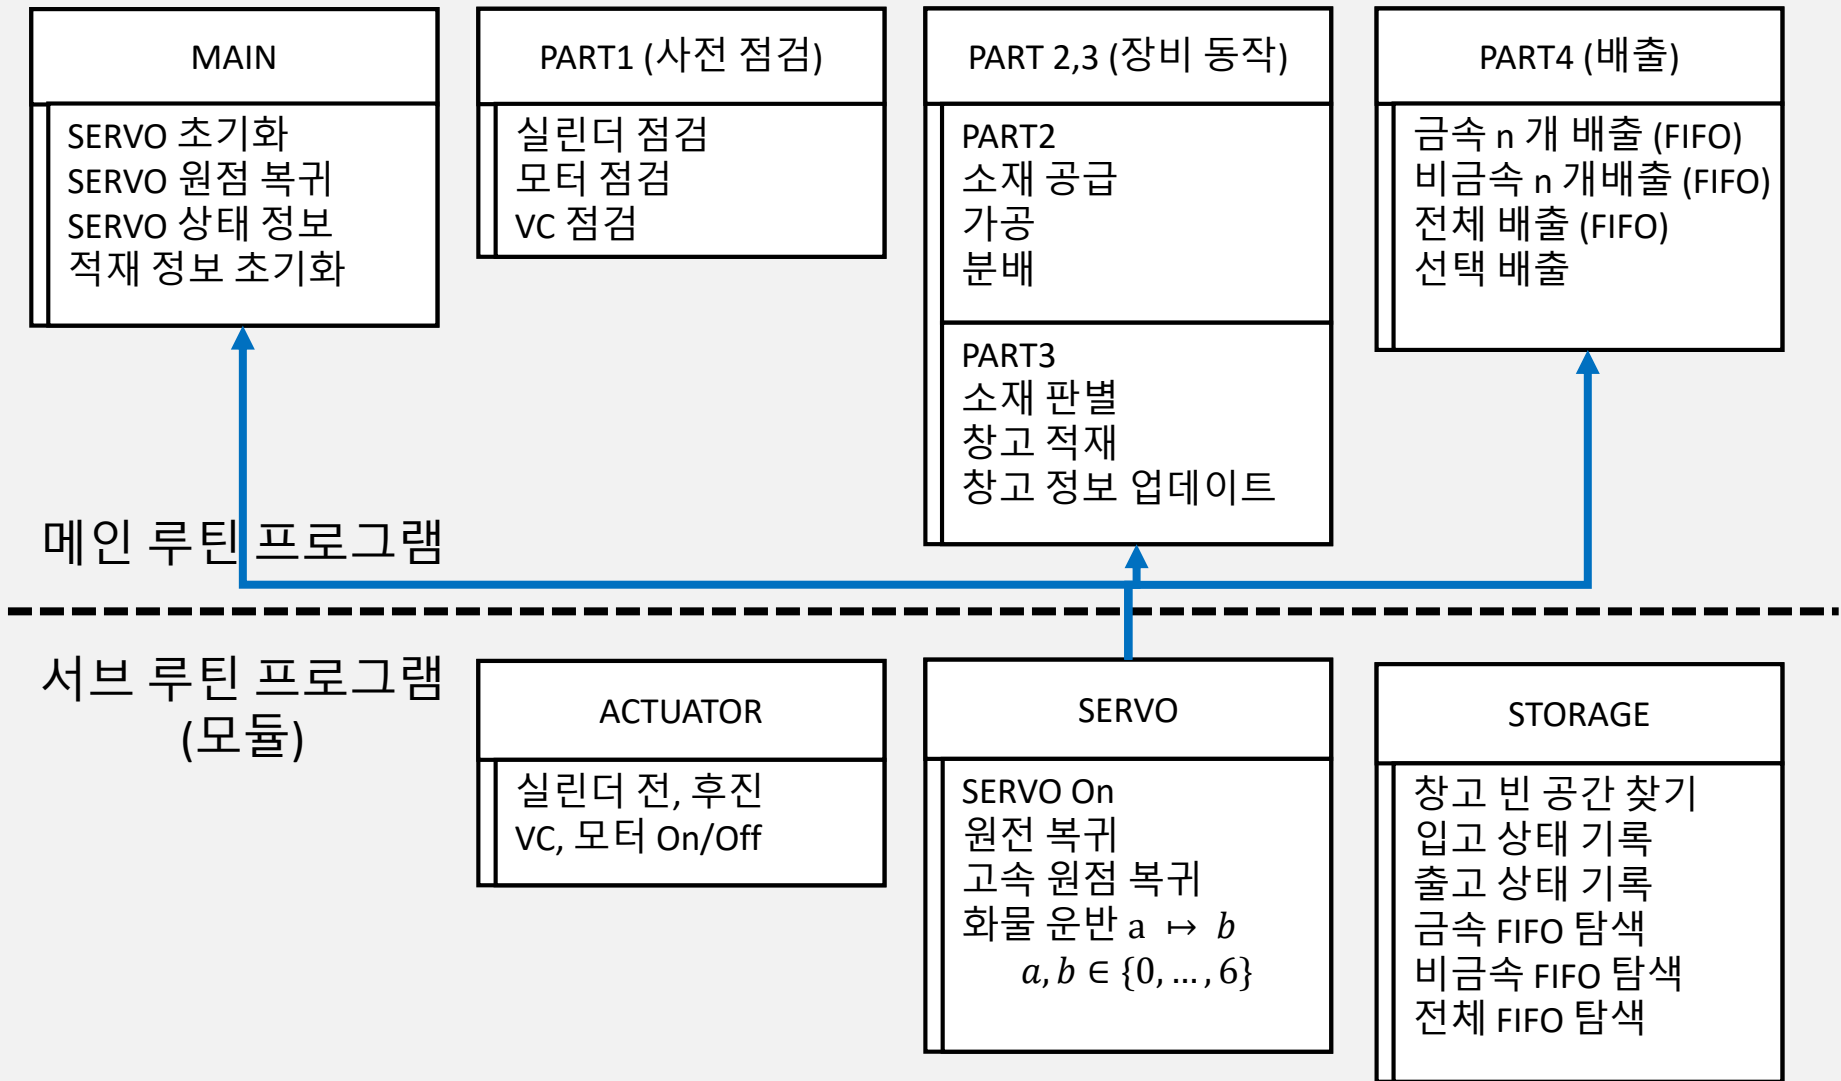 MAIN
SERVO 초기화
SERVO 원점 복귀
SERVO 상태 정보
적재 정보 초기화
PART1 (사전 점검)
실린더 점검
모터 점검
VC 점검
PART 2,3 (장비 동작)
PART2
소재 공급
가공
분배
PART3
소재 판별
창고 적재
창고 정보 업데이트
PART4 (배출)
금속 n 개 배출 (FIFO)
비금속 n 개배출 (FIFO)
전체 배출 (FIFO)
선택 배출
메인 루틴 프로그램
서브 루틴 프로그램
(모듈)
ACTUATOR
실린더 전, 후진
VC, 모터 On/Off
SERVO
SERVO On
원전 복귀
고속 원점 복귀
화물 운반 a ↦ b
a, b ∈ {0, … , 6}
STORAGE
창고 빈 공간 찾기
입고 상태 기록
출고 상태 기록
금속 FIFO 탐색
비금속 FIFO 탐색
전체 FIFO 탐색